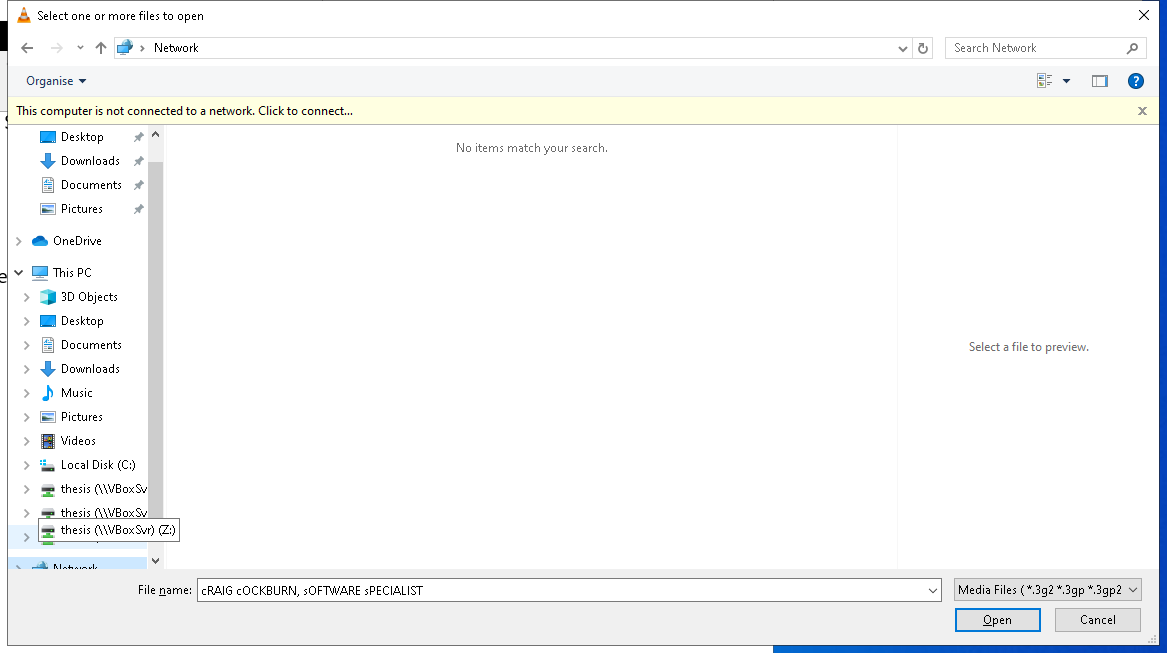 Select one or more files to open
Network
Search Network
Organise
This computer is not connected to a network. Click to connect...
Desktop
Downloads
Documents
Pictures
OneDrive
This PC
3D Objects
Desktop
Documents
Downloads
Music
Pictures
Videos
Local Disk (C:)
thesis (\\VBoxSv
thesis (\\VBoxSv
thesis (\\VBoxSvr) (Z:)
Network
No items match your search.
Select a file to preview.
File name:
cRAIG cOCKBURN, sOFTWARE sPECIALIST
Media Files ( *.3g2 *.3gp *.3gp2
Open
Cancel